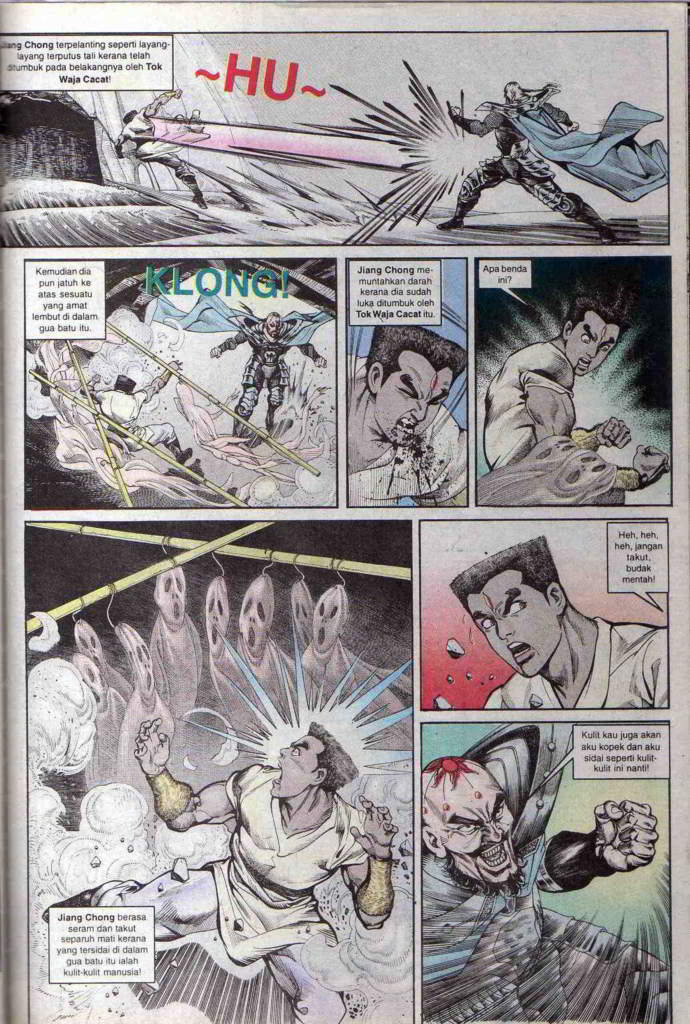 Jiang Chong terpelanting seperti layang-
layang terputus tali kerana telah
ditumbuk pada belakangnya oleh Tok
Waja Cacat!
~HU~
Kemudian dia
pun jatuh ke
atas sesuatu
yang amat
lembut di dalam
gua batu itu.
KLONG!
Jiang Chong me-
muntahkan darah
kerana dia sudah
luka ditumbuk oleh
Tok Waja Cacat itu.
Apa benda
ini?
Jiang Chong berasa
seram dan takut
separuh mati kerana
yang tersidai di dalam
gua batu itu ialah
kulit-kulit manusia!
Heh, heh,
heh, jangan
takut,
budak
mentah!
Kulit kau juga akan
aku kopek dan aku
sidai seperti kulit-
kulit ini nanti!